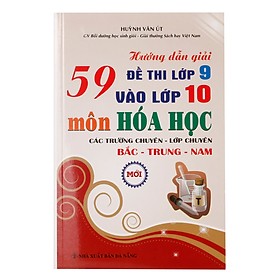 HUỲNH VĂN ÚT
GV Bồi dưỡng học sinh giỏi - Giải thưởng Sách hay Việt Nam
Hướng dẫn giải
59 ĐỀ THI LỚP 9
VÀO LỚP 10
môn HÓA HỌC
CÁC TRƯỜNG CHUYÊN - LỚP CHUYÊN
BẮC - TRUNG - NAM
MỚI
NHÀ XUẤT BẢN ĐÀ NẴNG